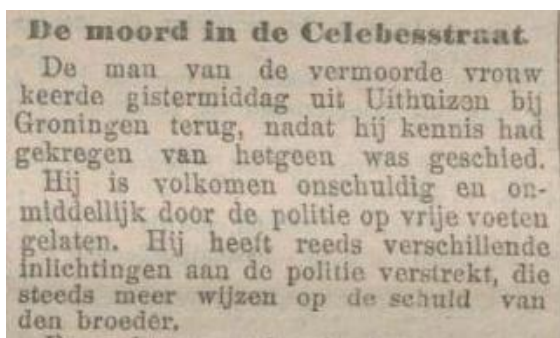 De moord in de Celebesstraat.
De man van de vermoorde vrouw
keerde gistermiddag uit Uithuizen bij
Groningen terug, nadat hij kennis had
gekregen van hetgeen was geschied.
Hij is volkomen onschuldig en on-
middellijk door de politie op vrije voeten
gelaten. Hij heeft reeds verschillende
inlichtingen aan de politie verstrekt, die
steeds meer wijzen op de schuld van
den broeder.